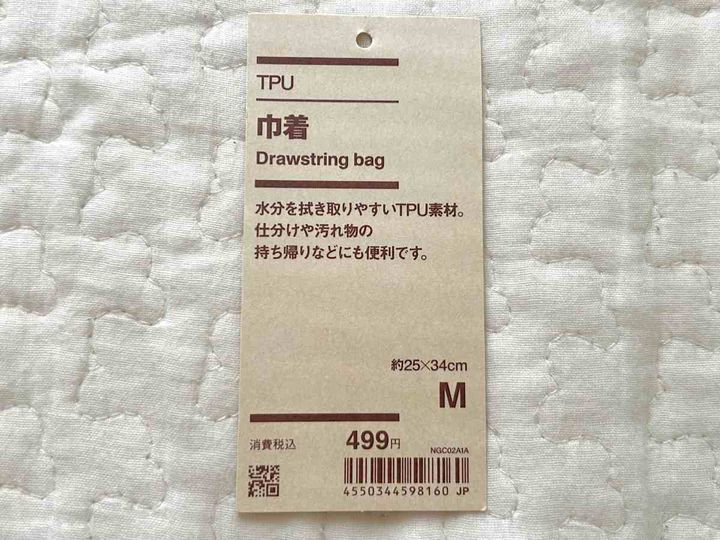 TPU
巾着
Drawstring bag
水分を拭き取りやすいTPU素材。
仕分けや汚れ物の
持ち帰りなどにも便利です。
約25×34cm
M
消費税込 499円
NGC02A1A
4550344598160 JP